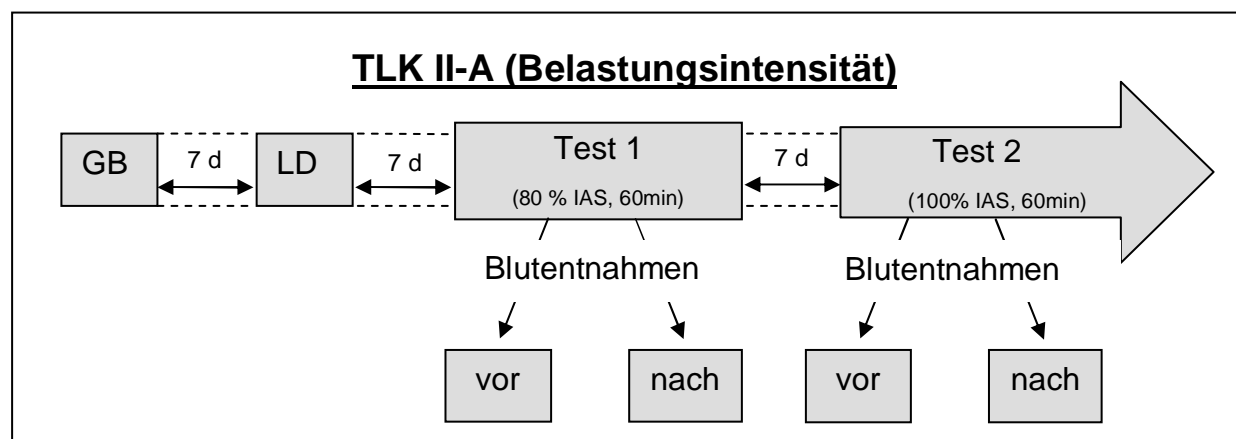 TLK II-A (Belastungsintensität)
GB
7 d
LD
7 d
Test 1
(80 % IAS, 60min)
7 d
Test 2
(100% IAS, 60min)
Blutentnahmen
Blutentnahmen
vor
nach
vor
nach